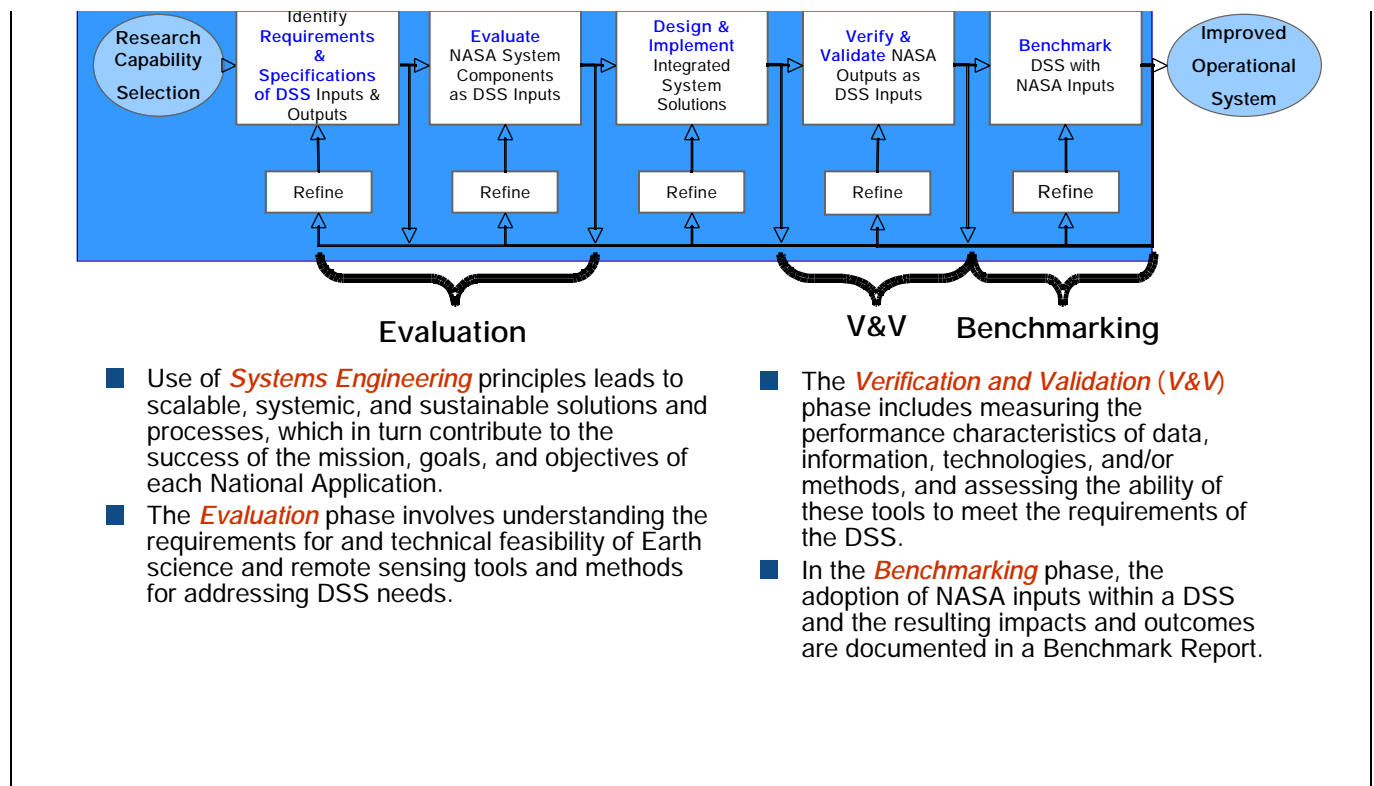 Research
Capability
Selection
Identify
Requirements
&
Specifications
of DSS Inputs &
Outputs
Evaluate
NASA System
Components
as DSS Inputs
Design &
Implement
Integrated
System
Solutions
Verify &
Validate NASA
Outputs as
DSS Inputs
Benchmark
DSS with
NASA Inputs
Improved
Operational
System
Refine
Refine
Refine
Refine
Refine
Evaluation
V&V
Benchmarking
Use of Systems Engineering principles leads to
scalable, systemic, and sustainable solutions and
processes, which in turn contribute to the
success of the mission, goals, and objectives of
each National Application.
The Evaluation phase involves understanding the
requirements for and technical feasibility of Earth
science and remote sensing tools and methods
for addressing DSS needs.
The Verification and Validation (V&V)
phase includes measuring the
performance characteristics of data,
information, technologies, and/or
methods, and assessing the ability of
these tools to meet the requirements of
the DSS.
In the Benchmarking phase, the
adoption of NASA inputs within a DSS
and the resulting impacts and outcomes
are documented in a Benchmark Report.